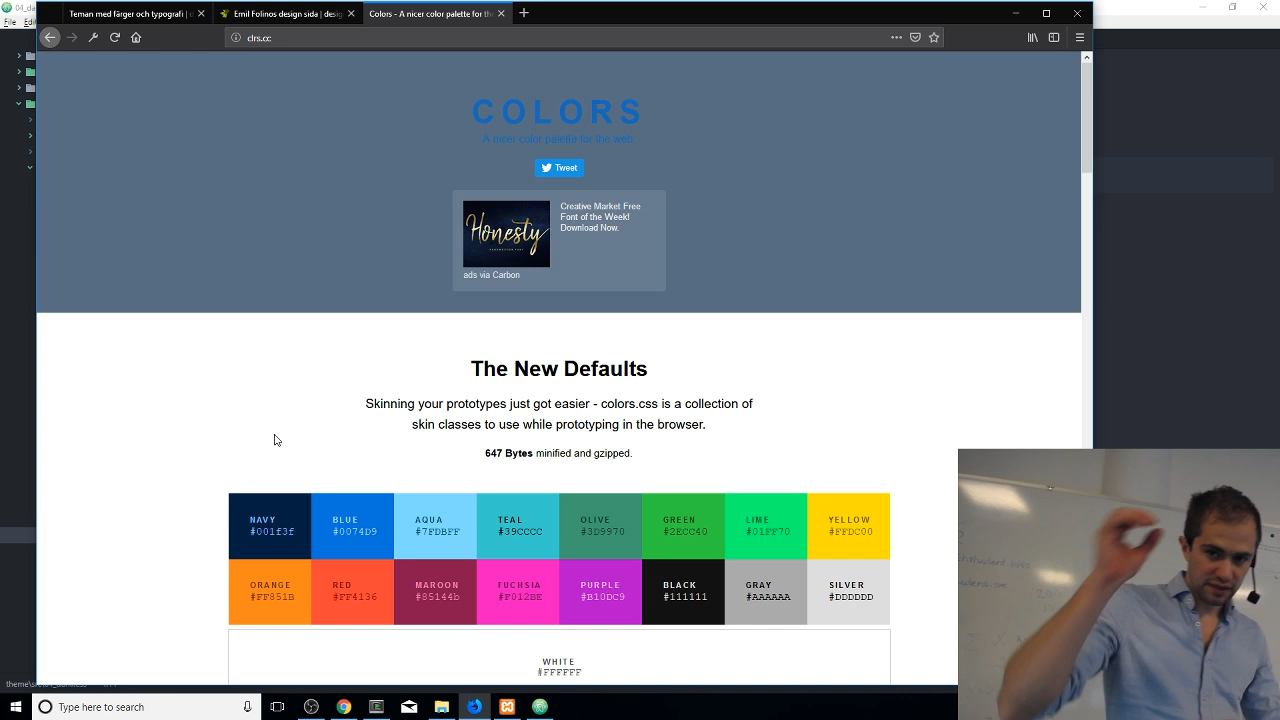 04_da
Teman med färger och typografi | d
Emil Folinos design sida | desig
Colors - A nicer color palette for the
File
clrs.cc
COLORS
A nicer color palette for the web.
Tweet
Honesty
Creative Market Free
Font of the Week!
Download Now.
ads via Carbon
The New Defaults
Skinning your prototypes just got easier - colors.css is a collection of
skin classes to use while prototyping in the browser.
647 Bytes minified and gzipped.
NAVY
#001f3f
BLUE
#0074D9
AQUA
#7FDBFF
TEAL
#39CCCC
OLIVE
#3D9970
GREEN
#2ECC40
LIME
#01FF70
YELLOW
#FFDC00
ORANGE
#FF851B
RED
#FF4136
MAROON
#85144b
FUCHSIA
#F012BE
PURPLE
#B10DC9
BLACK
#111111
GRAY
#AAAAAA
SILVER
#DDDDDD
WHITE
#FFFFFF
Type here to search